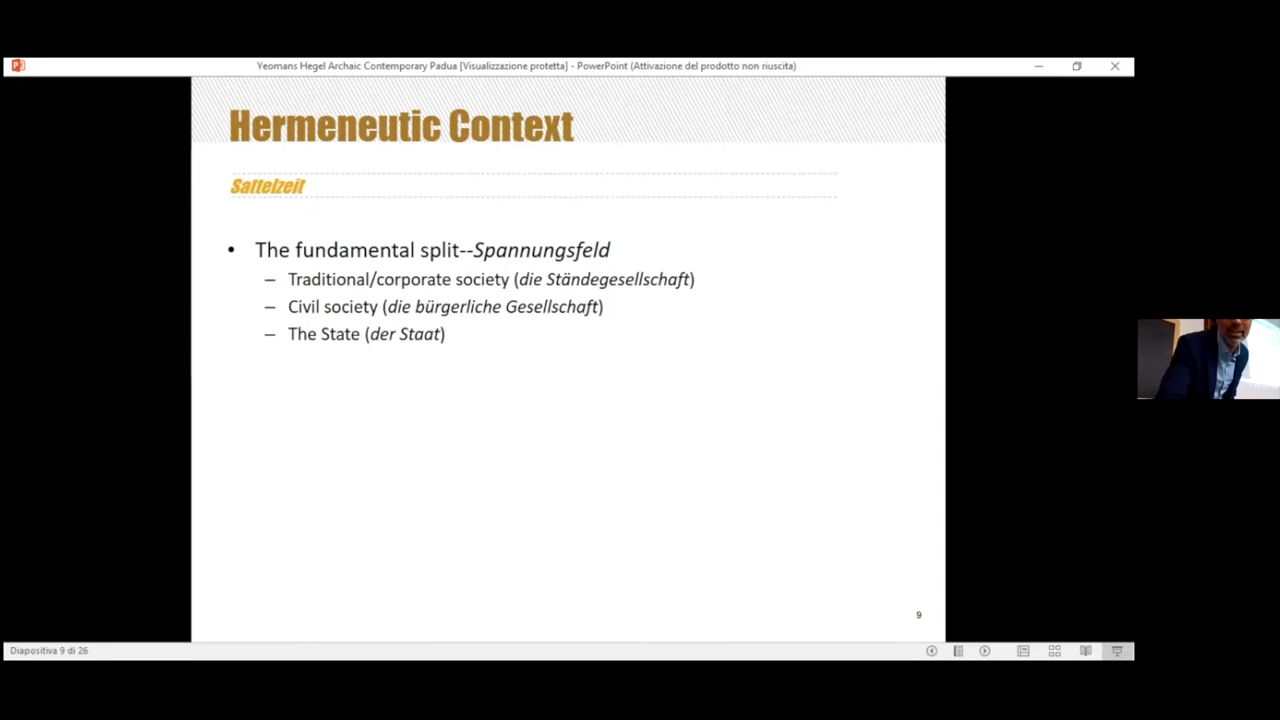 Yeomans Hegel Archaic Contemporary Padua [Visualizzazione protetta] - PowerPoint (Attivazione del prodotto non riuscita)
Hermeneutic Context
Sattelzeit
• The fundamental split--Spannungsfeld
– Traditional/corporate society (die Ständegesellschaft)
– Civil society (die bürgerliche Gesellschaft)
– The State (der Staat)
9
Diapositiva 9 di 26